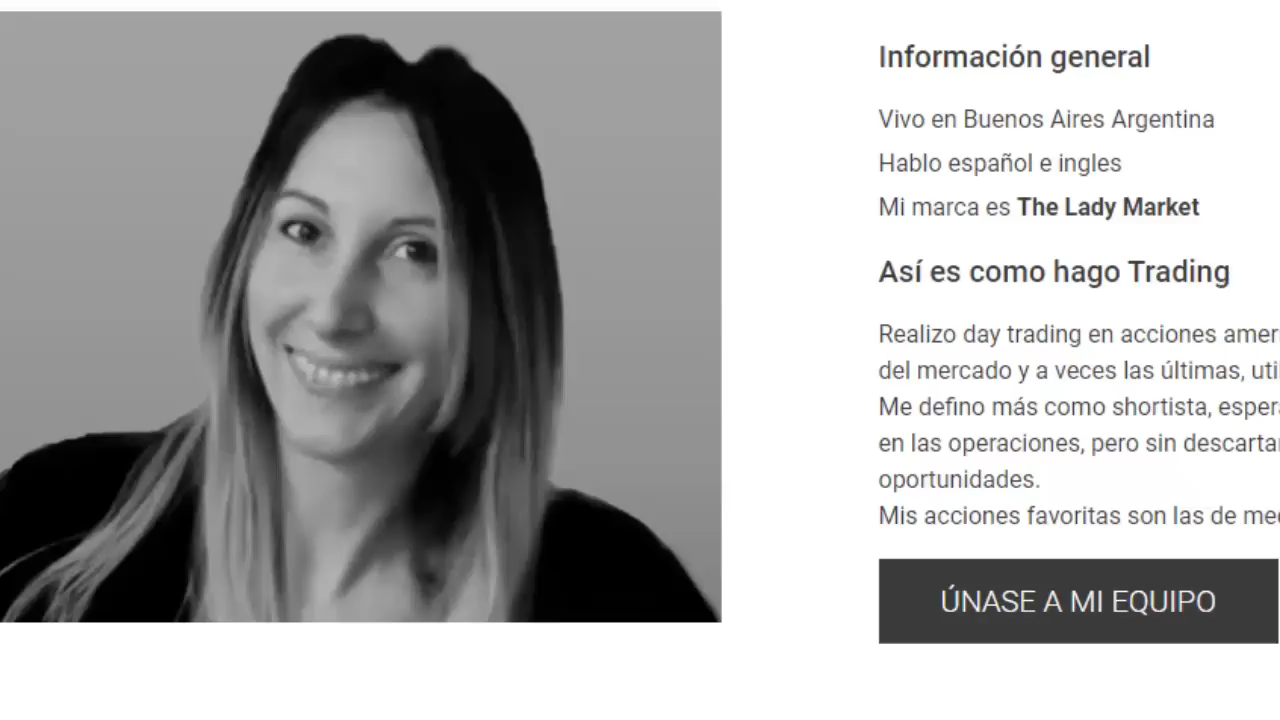 Información general
Vivo en Buenos Aires Argentina
Hablo español e ingles
Mi marca es The Lady Market
Así es como hago Trading
Realizo day trading en acciones
del mercado y a veces las últimas,
Me defino más como shortista,
en las operaciones, pero sin
oportunidades.
Mis acciones favoritas son las de
ÚNASE A MI EQUIPO